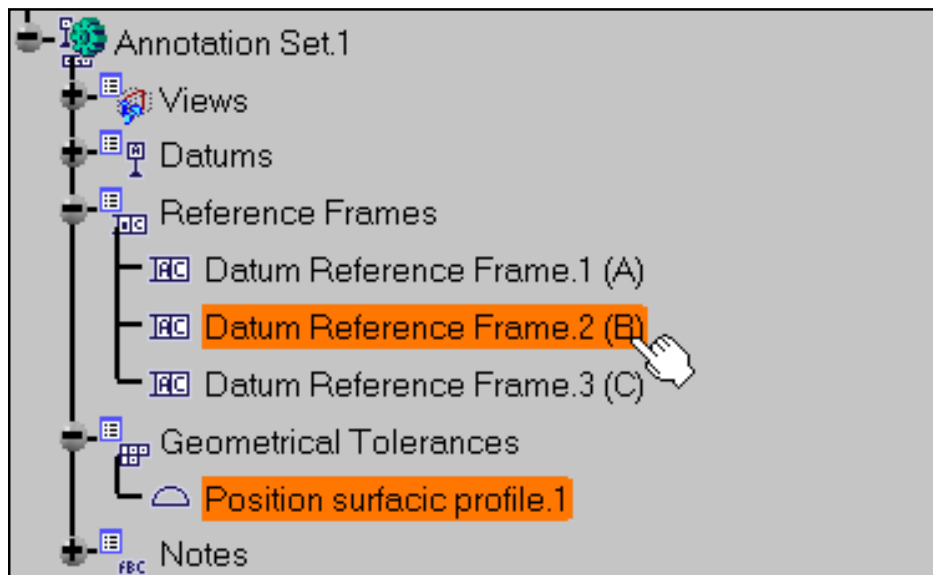 Annotation Set.1
Views
Datums
Reference Frames
Datum Reference Frame.1 (A)
Datum Reference Frame.2 (B)
Datum Reference Frame.3 (C)
Geometrical Tolerances
Position surfacic profile.1
Notes